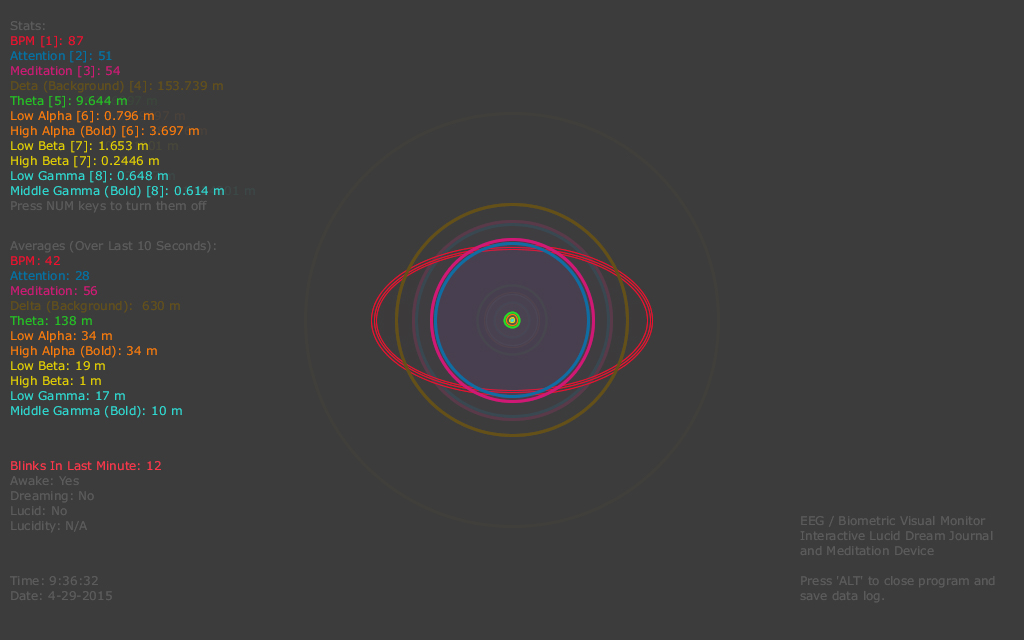 Stats:
BPM [1]: 87
Attention [2]: 51
Meditation [3]: 54
Deta (Background) [4]: 153.739 m
Theta [5]: 9.644 m
Low Alpha [6]: 0.796 m
High Alpha (Bold) [6]: 3.697 m
Low Beta [7]: 1.653 m
High Beta [7]: 0.2446 m
Low Gamma [8]: 0.648 m
Middle Gamma (Bold) [8]: 0.614 m
Press NUM keys to turn them off
Averages (Over Last 10 Seconds):
BPM: 42
Attention: 28
Meditation: 56
Delta (Background): 630 m
Theta: 138 m
Low Alpha: 34 m
High Alpha (Bold): 34 m
Low Beta: 19 m
High Beta: 1 m
Low Gamma: 17 m
Middle Gamma (Bold): 10 m
Blinks In Last Minute: 12
Awake: Yes
Dreaming: No
Lucid: No
Lucidity: N/A
Time: 9:36:32
Date: 4-29-2015
EEG / Biometric Visual Monitor
Interactive Lucid Dream Journal
and Meditation Device
Press 'ALT' to close program and
save data log.